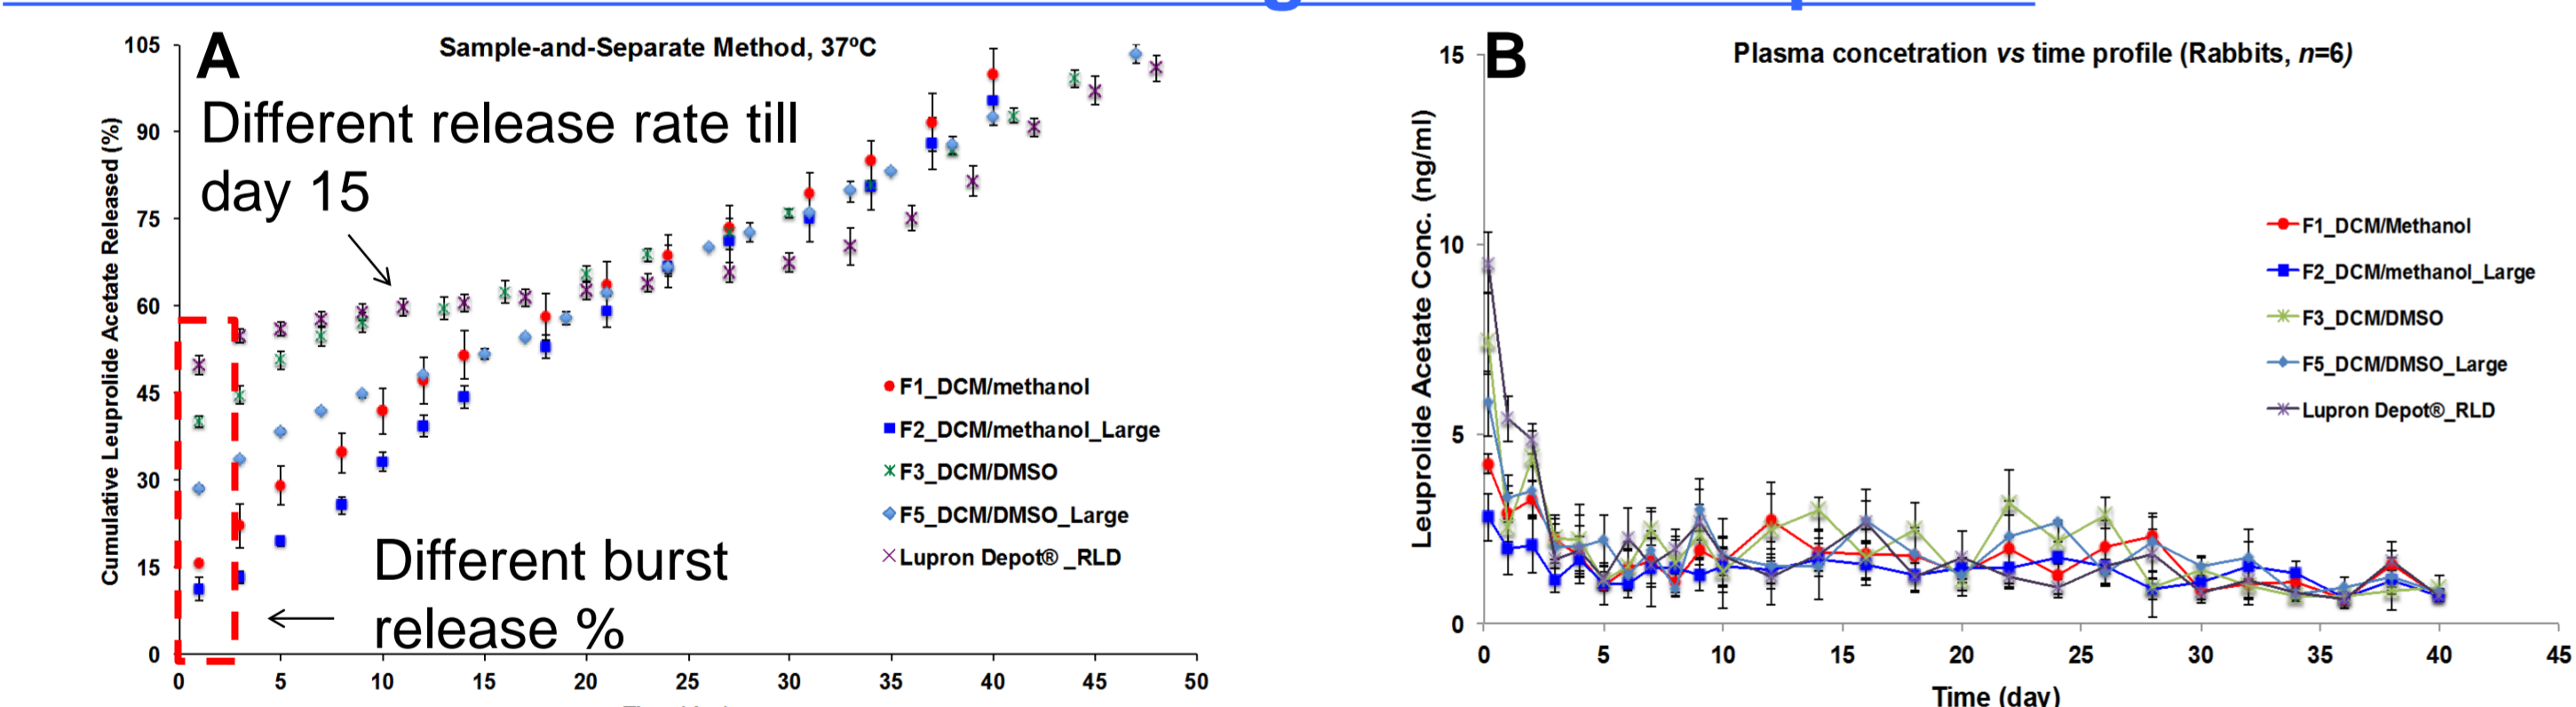 A
Sample-and-Separate Method, 37ºC
Different release rate till
day 15
Different burst
release %
Cumulative Leuprolide Acetate Released (%)
105
90
75
60
45
30
15
0
0 5 10 15 20 25 30 35 40 45 50
F1_DCM/methanol
F2_DCM/methanol_Large
F3_DCM/DMSO
F5_DCM/DMSO_Large
Lupron Depot® _RLD
B
Plasma concetration vs time profile (Rabbits, n=6)
Leuprolide Acetate Conc. (ng/ml)
15
10
5
0
0 5 10 15 20 25 30 35 40 45
Time (day)
F1_DCM/Methanol
F2_DCM/methanol_Large
F3_DCM/DMSO
F5_DCM/DMSO_Large
Lupron Depot®_RLD